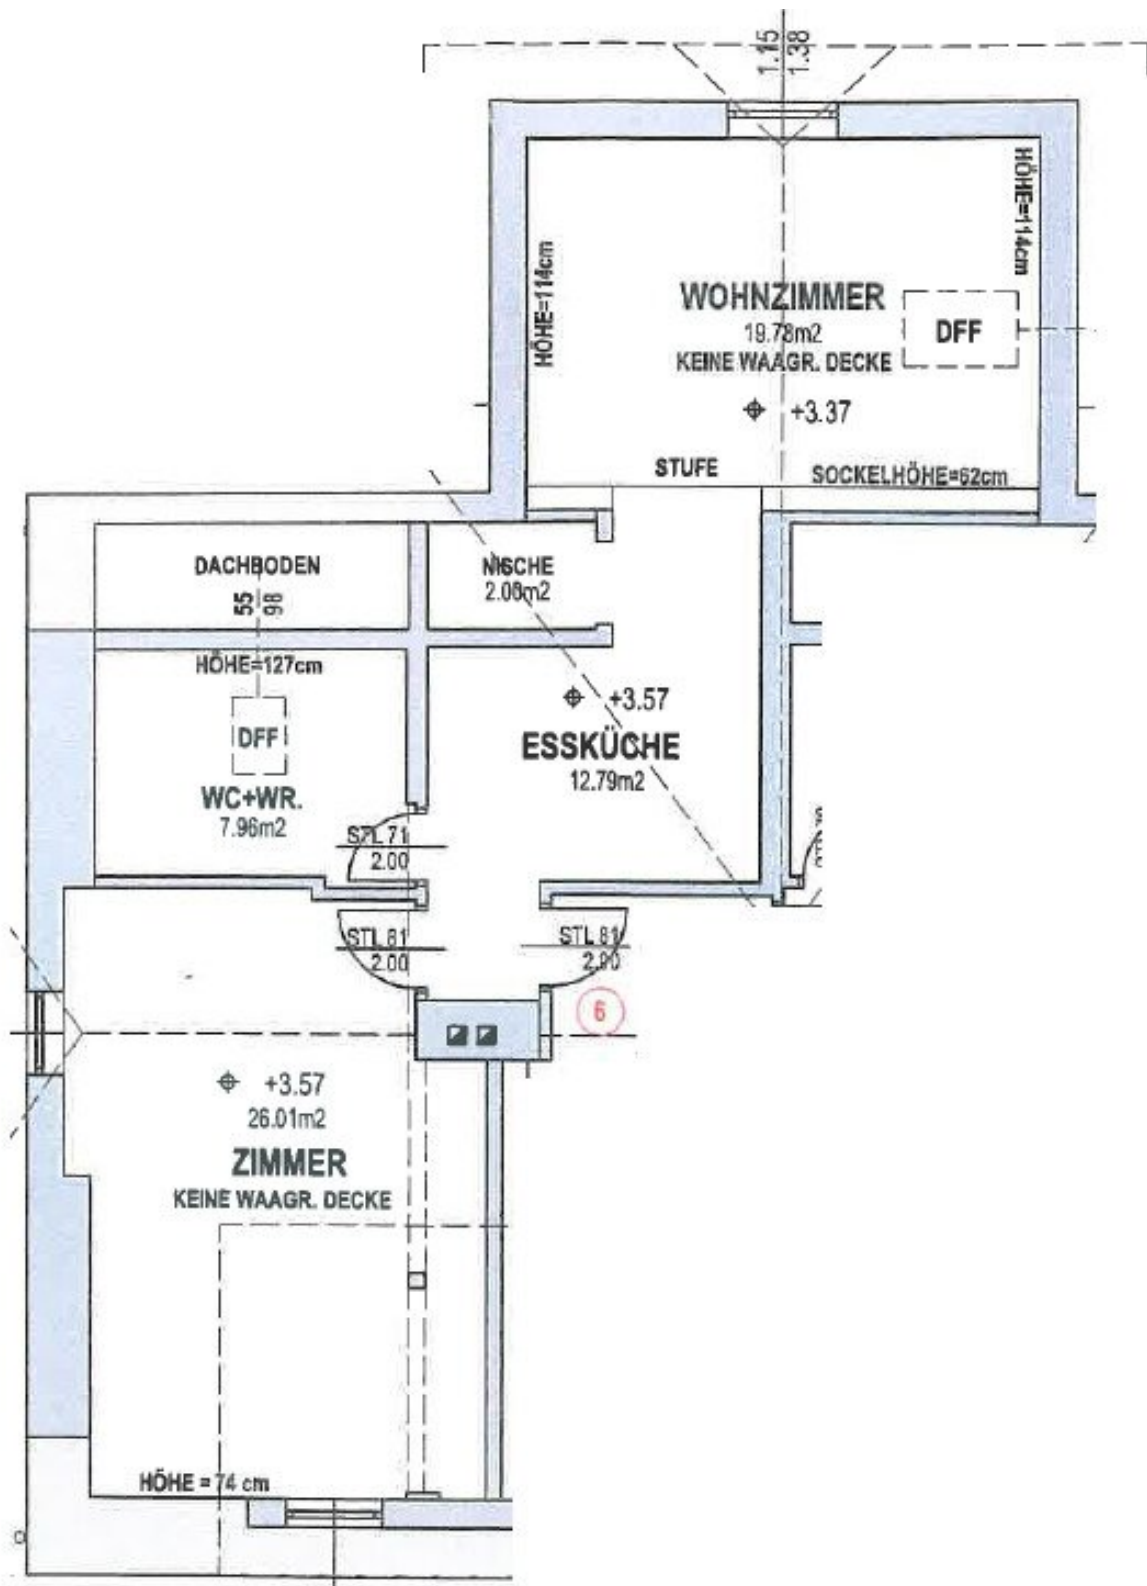 1.15
1.38
HÖHE=114cm
HÖHE=114cm
WOHNZIMMER
19.78m2
KEINE WAAGR. DECKE
DFF
+3.37
STUFE
SOCKELHÖHE=62cm
DACHBODEN
55
98
NISCHE
2.00m2
HÖHE=127cm
DFF
WC+WR.
7.96m2
+3.57
ESSKÜCHE
12.79m2
STL 71
2.00
STL 81
2.00
STL 81
2.00
6
+3.57
26.01m2
ZIMMER
KEINE WAAGR. DECKE
HÖHE = 74 cm